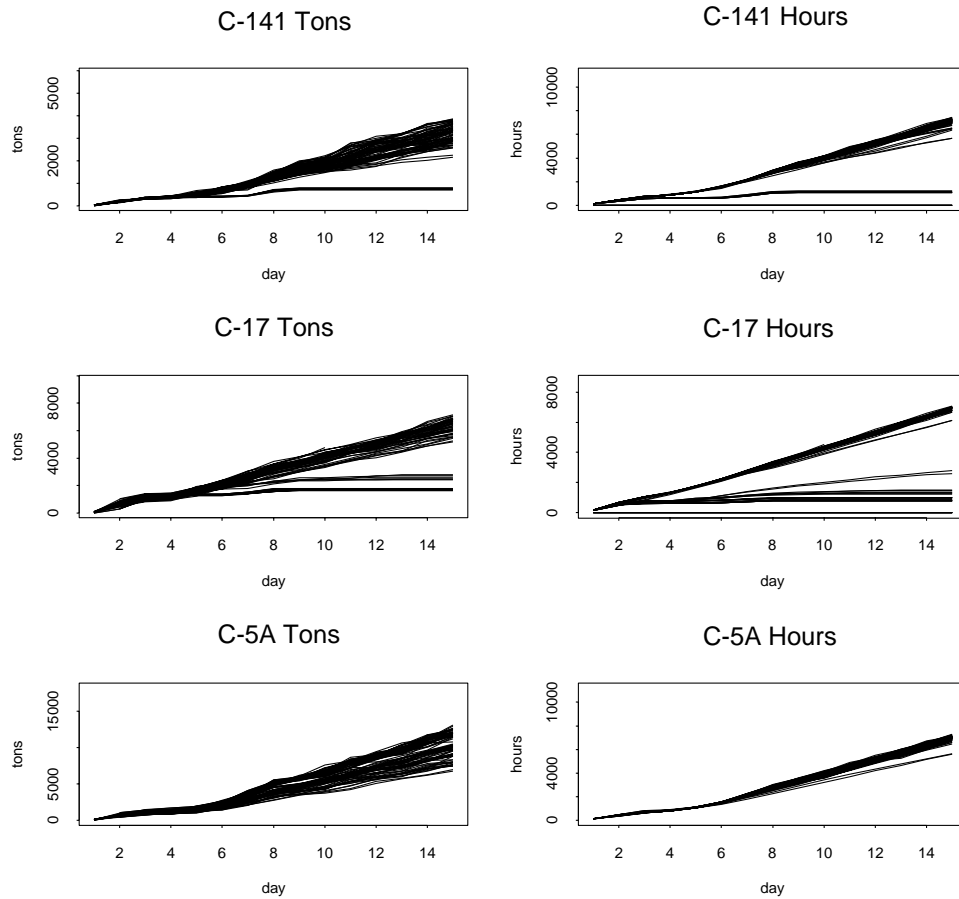 C-141 Tons
tons
0 2000 5000
2 4 6 8 10 12 14
day
C-141 Hours
hours
0 4000 10000
2 4 6 8 10 12 14
day
C-17 Tons
tons
0 4000 8000
2 4 6 8 10 12 14
day
C-17 Hours
hours
0 4000 8000
2 4 6 8 10 12 14
day
C-5A Tons
tons
0 5000 15000
2 4 6 8 10 12 14
day
C-5A Hours
hours
0 4000 10000
2 4 6 8 10 12 14
day